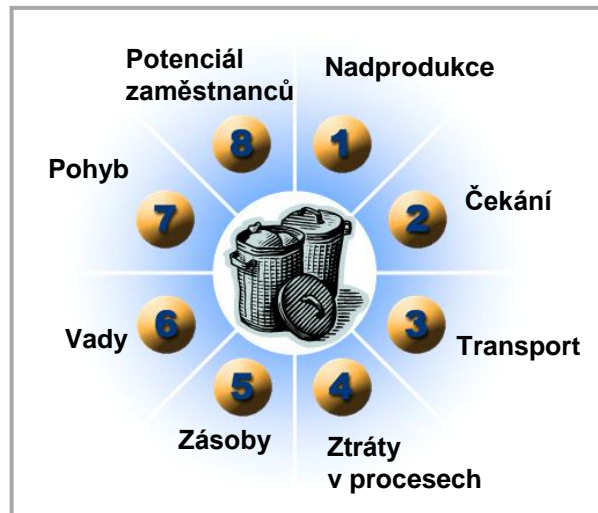 Potenciál
zaměstnanců
Nadprodukce
8
1
Pohyb
7
2
Čekání
Vady
6
3
Transport
5
4
Zásoby
Ztráty
v procesech